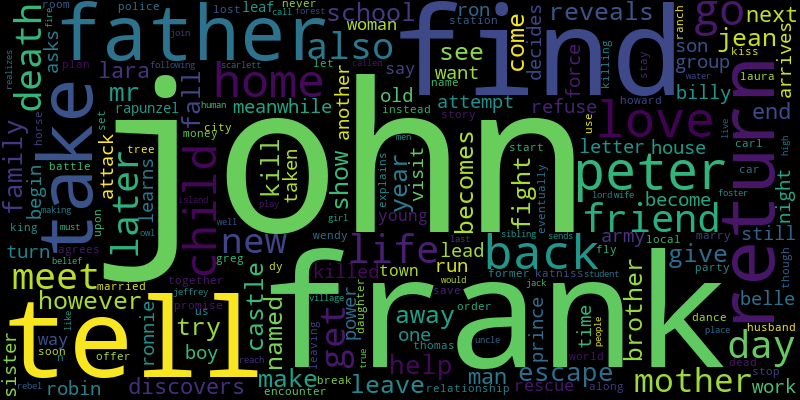 room police lost leaf call never forest ron decides go next
death asks fire father also school woman reveals
lara plan join scarlett following let say come see want force son jean kiss arrives
realizes mr rapunzel home meanwhile another old attempt killing stay group ranch
take child fall human city money set visit instead refuse name called billy howard water laura
family horse begin attack tree later learns john find love end
battle king upon owl island play show kill taken year explains men story fight start letter house carl high live
turn making must agrees belief well girl young becomes peter become use car night
new life wendy sibling eventually friend lord wife foster still
meet married greg dy killed lead last army sends fly local marry return
however together jeffrey promise castle power town run former back katniss student give party though
way like us village daughter save would jack away order prince brother time people belle
soon offer tell frank one thomas uncle dance place husband
sister n try boy named get true help relationship escape world day dead
rebel robin ronnie discovers reach leaving make break encounter leave man rescue along mother stop work